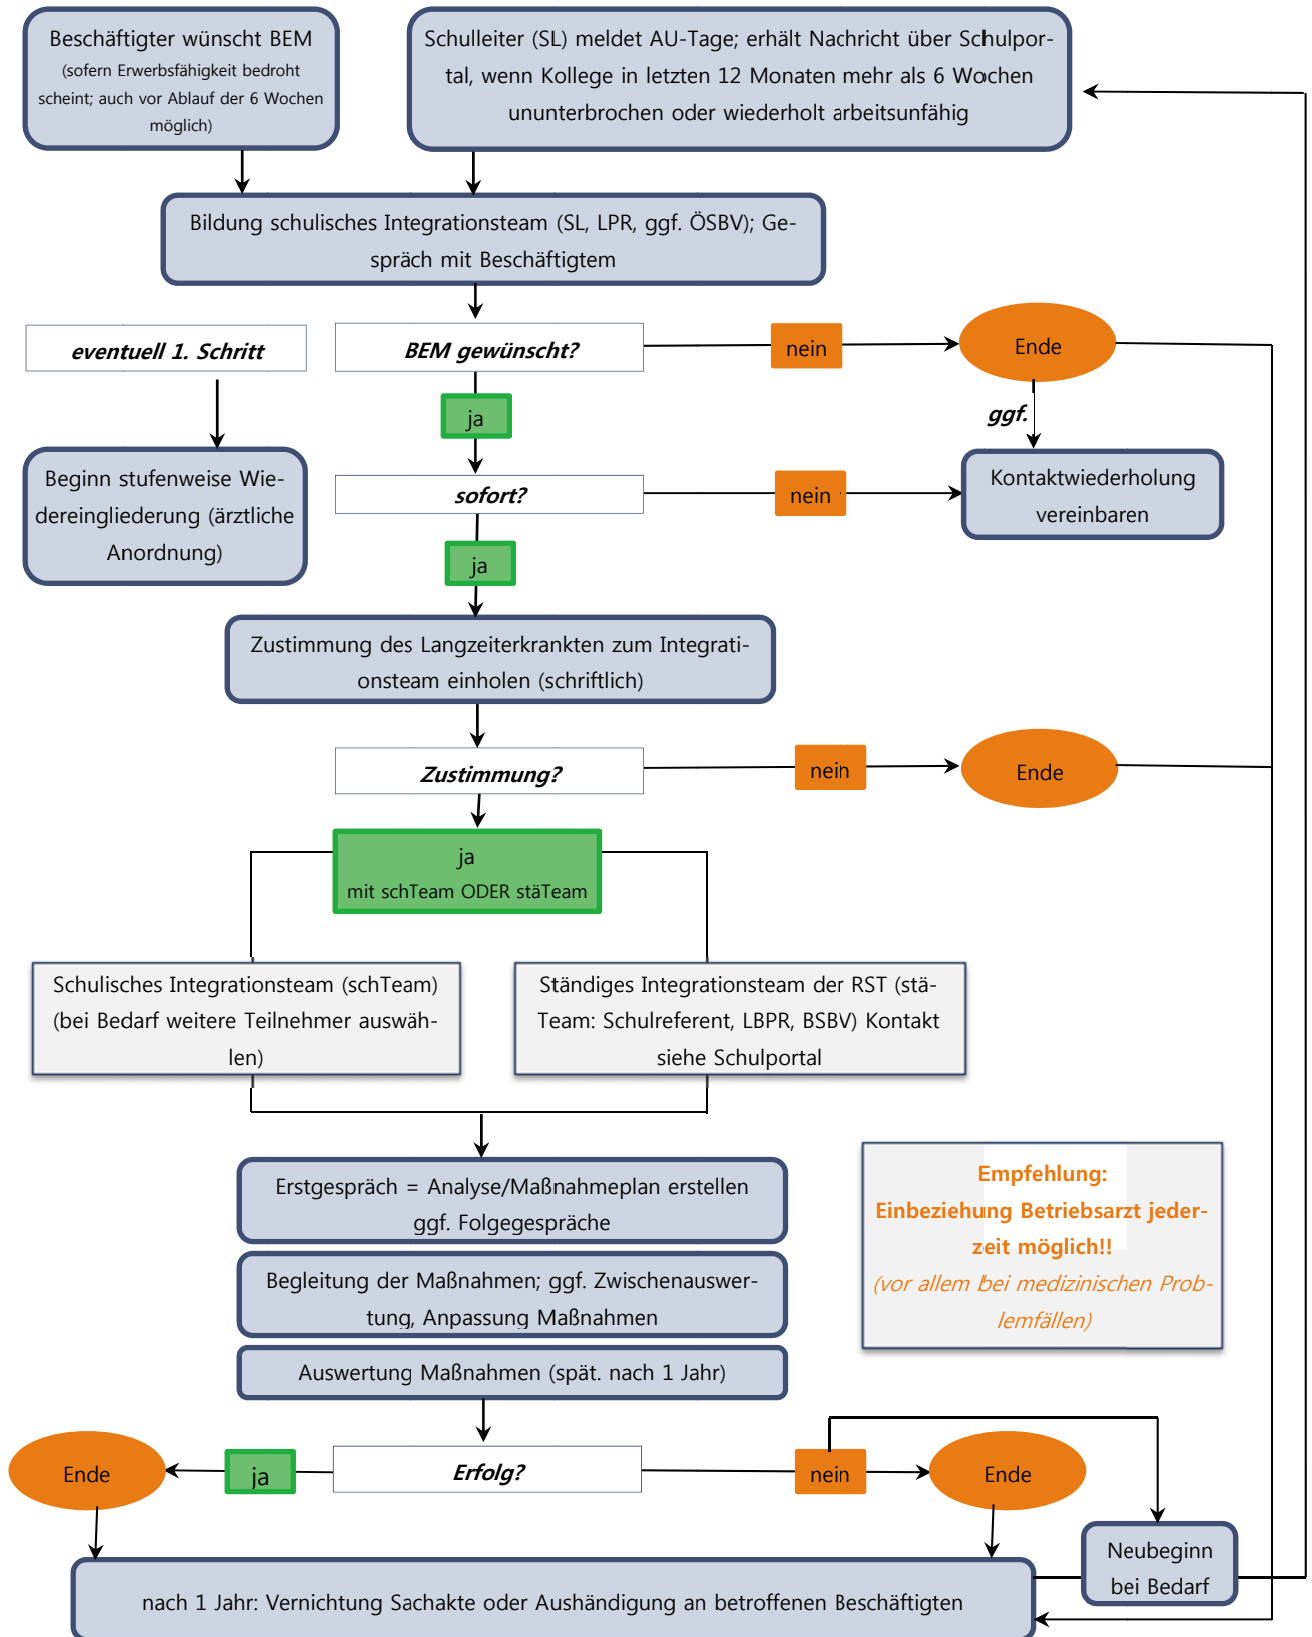 Beschäftigter wünscht BEM
(sofern Erwerbsfähigkeit bedroht
scheint; auch vor Ablauf der 6 Wochen
möglich)
Schulleiter (SL) meldet AU-Tage; erhält Nachricht über Schulpor-
tal, wenn Kollege in letzten 12 Monaten mehr als 6 Wochen
ununterbrochen oder wiederholt arbeitsunfähig
Bildung schulisches Integrationsteam (SL, LPR, ggf. ÖSBV); Ge-
spräch mit Beschäftigtem
eventuell 1. Schritt
BEM gewünscht?
nein
Ende
ja
ggf.
Beginn stufenweise Wie-
dereingliederung (ärztliche
Anordnung)
sofort?
nein
Kontaktwiederholung
vereinbaren
ja
Zustimmung des Langzeiterkrankten zum Integrati-
onsteam einholen (schriftlich)
Zustimmung?
nein
Ende
ja
mit schTeam ODER stäTeam
Schulisches Integrationsteam (schTeam)
(bei Bedarf weitere Teilnehmer auswäh-
len)
Ständiges Integrationsteam der RST (stä-
Team: Schulreferent, LBPR, BSBV) Kontakt
siehe Schulportal
Erstgespräch = Analyse/Maßnahmeplan erstellen
ggf. Folgegespräche
Begleitung der Maßnahmen; ggf. Zwischenauswer-
tung, Anpassung Maßnahmen
Auswertung Maßnahmen (spät. nach 1 Jahr)
Empfehlung:
Einbeziehung Betriebsarzt jeder-
zeit möglich!!
(vor allem bei medizinischen Prob-
lemfällen)
Ende
ja
Erfolg?
nein
Ende
Neubeginn
bei Bedarf
nach 1 Jahr: Vernichtung Sachakte oder Aushändigung an betroffenen Beschäftigten